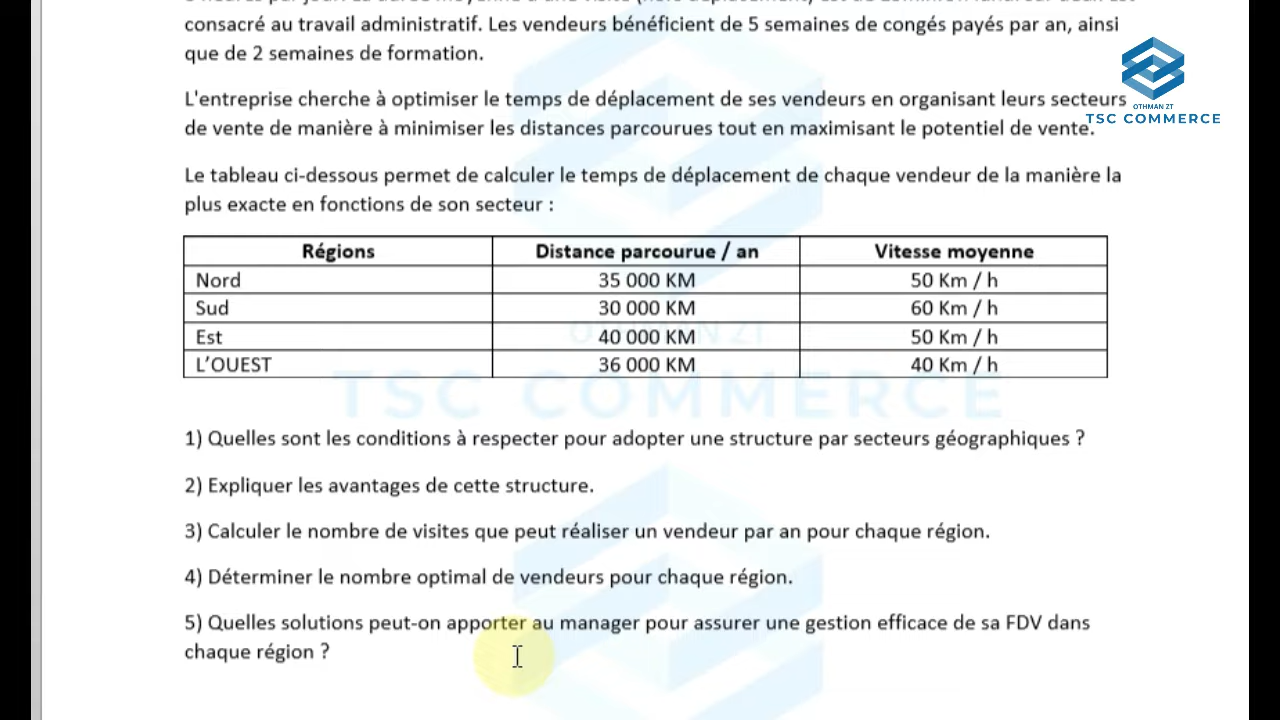 consacré au travail administratif. Les vendeurs bénéficient de 5 semaines de congés payés par an, ainsi
que de 2 semaines de formation.
OTHMAN ZT
TSC COMMERCE
L'entreprise cherche à optimiser le temps de déplacement de ses vendeurs en organisant leurs secteurs
de vente de manière à minimiser les distances parcourues tout en maximisant le potentiel de vente.
Le tableau ci-dessous permet de calculer le temps de déplacement de chaque vendeur de la manière la
plus exacte en fonctions de son secteur :
Régions Distance parcourue / an Vitesse moyenne
Nord 35 000 KM 50 Km / h
Sud 30 000 KM 60 Km / h
Est 40 000 KM 50 Km / h
L’OUEST 36 000 KM 40 Km / h
OTHMAN ZT
TSC COMMERCE
1) Quelles sont les conditions à respecter pour adopter une structure par secteurs géographiques ?
2) Expliquer les avantages de cette structure.
3) Calculer le nombre de visites que peut réaliser un vendeur par an pour chaque région.
4) Déterminer le nombre optimal de vendeurs pour chaque région.
5) Quelles solutions peut-on apporter au manager pour assurer une gestion efficace de sa FDV dans
chaque région ?